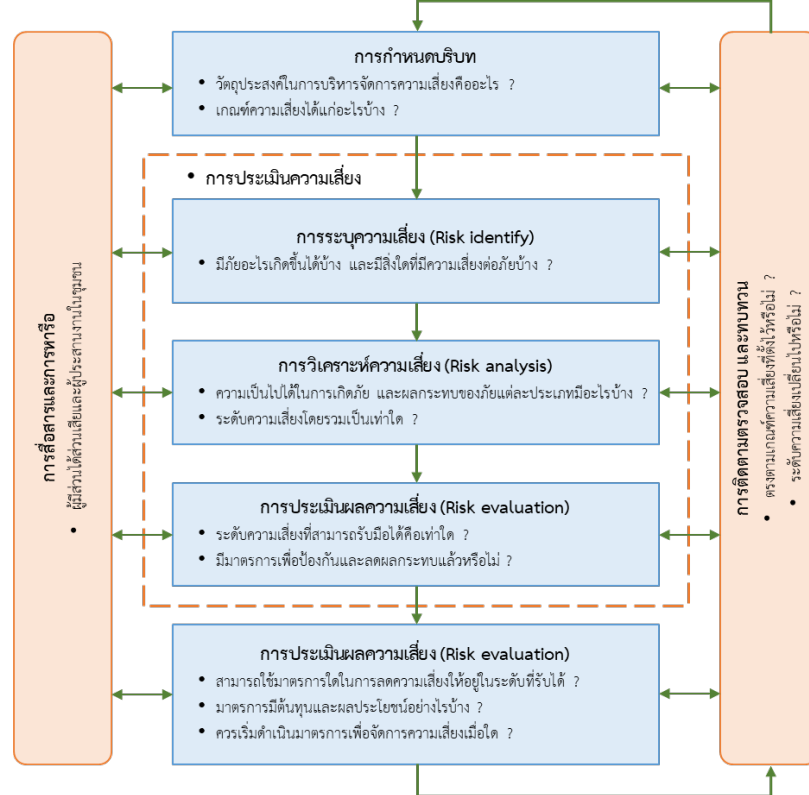 การกำหนดบริบท
• วัตถุประสงค์ในการบริหารจัดการความเสี่ยงคืออะไร ?
• เกณฑ์ความเสี่ยงได้แก่อะไรบ้าง ?
• การประเมินความเสี่ยง
การระบุความเสี่ยง (Risk identify)
• มีภัยอะไรเกิดขึ้นได้บ้าง และมีสิ่งใดที่มีความเสี่ยงต่อภัยบ้าง ?
การวิเคราะห์ความเสี่ยง (Risk analysis)
• ความเป็นไปได้ในการเกิดภัย และผลกระทบของภัยแต่ละประเภทมีอะไรบ้าง ?
• ระดับความเสี่ยงโดยรวมเป็นเท่าใด ?
การประเมินผลความเสี่ยง (Risk evaluation)
• ระดับความเสี่ยงที่สามารถรับมือได้คือเท่าใด ?
• มีมาตรการเพื่อป้องกันและลดผลกระทบแล้วหรือไม่ ?
การประเมินผลความเสี่ยง (Risk evaluation)
• สามารถใช้มาตรการใดในการลดความเสี่ยงให้อยู่ในระดับที่รับได้ ?
• มาตรการมีต้นทุนและผลประโยชน์อย่างไรบ้าง ?
• ควรเริ่มดำเนินมาตรการเพื่อจัดการความเสี่ยงเมื่อใด ?
การสื่อสารและการหารือ
• ผู้มีส่วนได้ส่วนเสียและผู้ประสานงานในชุมชน
การติดตามตรวจสอบ และทบทวน
• ตรงตามเกณฑ์ความเสี่ยงที่ตั้งไว้หรือไม่ ?
• ระดับความเสี่ยงเปลี่ยนไปหรือไม่ ?